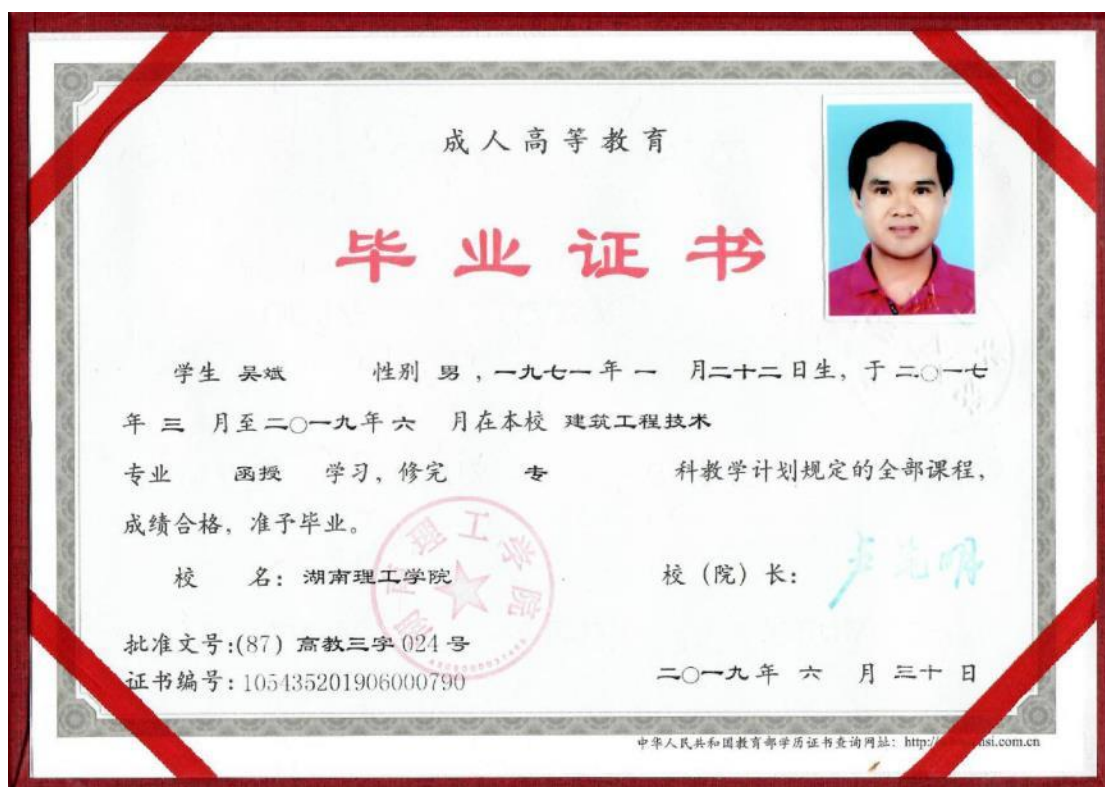 成人高等教育
毕业证书
学生 吴斌 性别 男 ，一九七一 年 一 月二十二日生，于 二〇一七
年 三 月至二〇一九年 六 月在本校 建筑工程技术
专业 函授 学习，修完 专 科教学计划规定的全部课程，
成绩合格，准予毕业。
校 名：湖南理工学院 校（院）长：
湖南理工学院
批准文号:(87) 高教三字 024 号
证书编号：105435201906000790
二〇一九年 六 月 三十 日
中华人民共和国教育部学历证书查询网址：http://